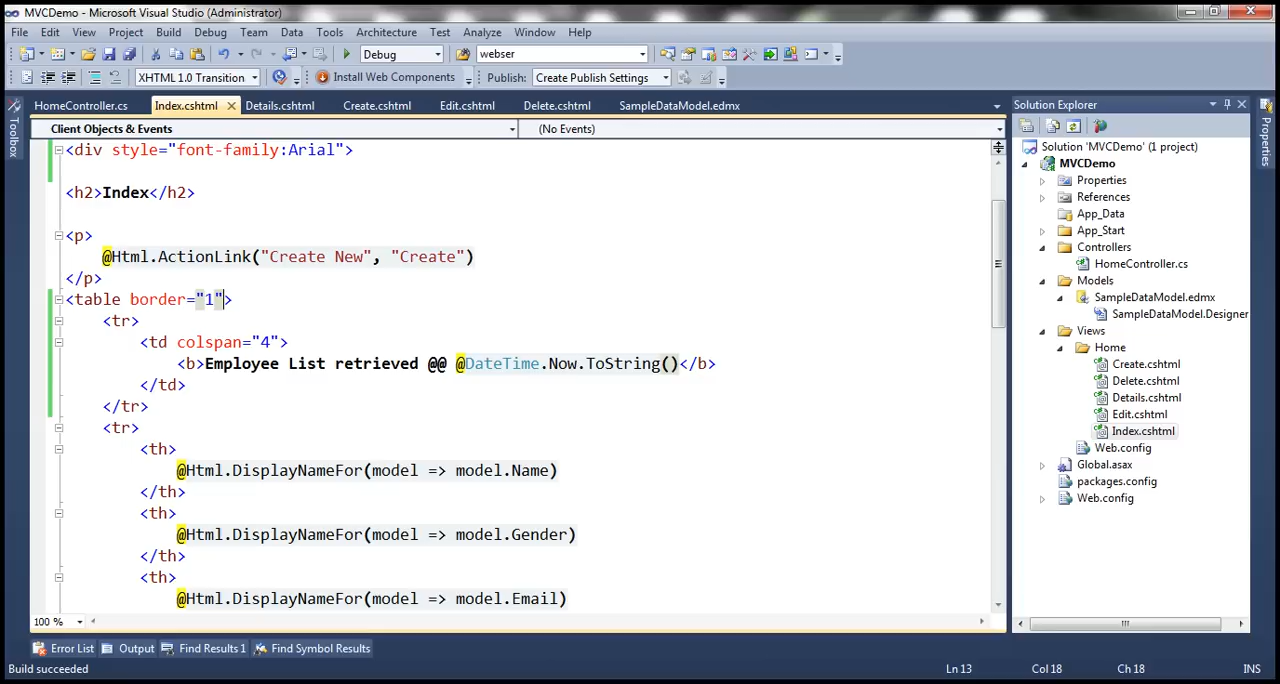 MVCDemo - Microsoft Visual Studio (Administrator)
File Edit View Project Build Debug Team Data Tools Architecture Test Analyze Window Help
Debug webser
XHTML 1.0 Transition Install Web Components Publish: Create Publish Settings
HomeController.cs Index.cshtml Details.cshtml Create.cshtml Edit.cshtml Delete.cshtml SampleDataModel.edmx
Client Objects & Events (No Events)
Toolbox
<div style="font-family:Arial">
<h2>Index</h2>
<p>
@Html.ActionLink("Create New", "Create")
</p>
<table border="1">
<tr>
<td colspan="4">
<b>Employee List retrieved @@ @DateTime.Now.ToString()</b>
</td>
</tr>
<tr>
<th>
@Html.DisplayNameFor(model => model.Name)
</th>
<th>
@Html.DisplayNameFor(model => model.Gender)
</th>
<th>
@Html.DisplayNameFor(model => model.Email)
100 %
Solution Explorer
Solution 'MVCDemo' (1 project)
MVCDemo
Properties
References
App_Data
App_Start
Controllers
HomeController.cs
Models
SampleDataModel.edmx
SampleDataModel.Designer
Views
Home
Create.cshtml
Delete.cshtml
Details.cshtml
Edit.cshtml
Index.cshtml
Web.config
Global.asax
packages.config
Web.config
Properties
Error List Output Find Results 1 Find Symbol Results
Build succeeded Ln 13 Col 18 Ch 18 INS